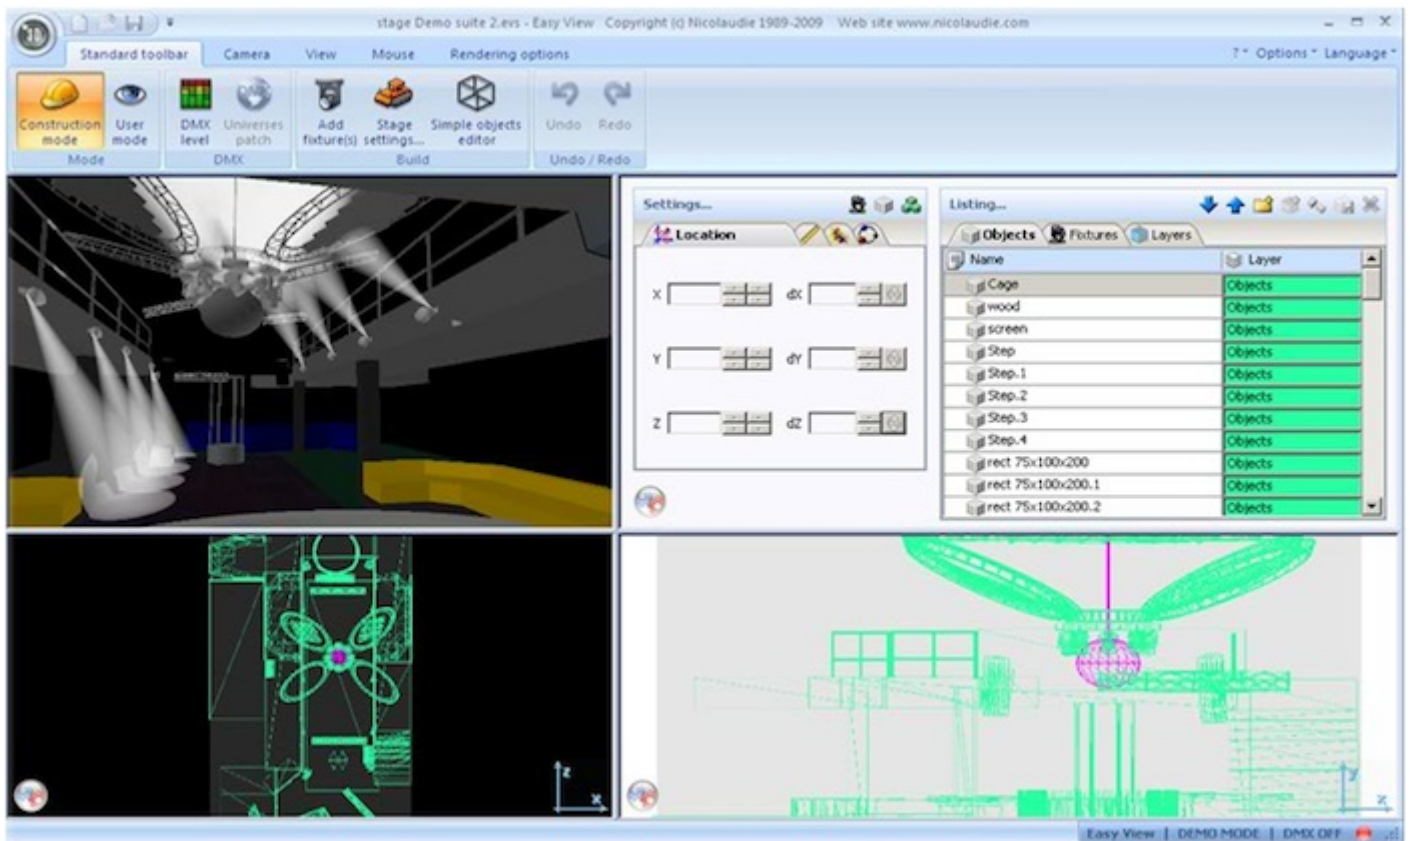 3D
stage Demo suite 2.evs - Easy View Copyright (c) Nicolaudie 1989-2009 Web site www.nicolaudie.com
Standard toolbar Camera View Mouse Rendering options ? Options Language
Construction mode User mode DMX level Universes patch Add fixture(s) Stage settings... Simple objects editor Undo Redo
Mode DMX Build Undo / Redo
Settings... Listing...
Location Objects Fixtures Layers
Name Layer
Cage Objects
wood Objects
screen Objects
Step Objects
Step.1 Objects
Step.2 Objects
Step.3 Objects
Step.4 Objects
rect 75x100x200 Objects
rect 75x100x200.1 Objects
rect 75x100x200.2 Objects
X dX
Y dY
Z dZ
Z
X
Y
Z
Easy View | DEMO MODE | DMX OFF